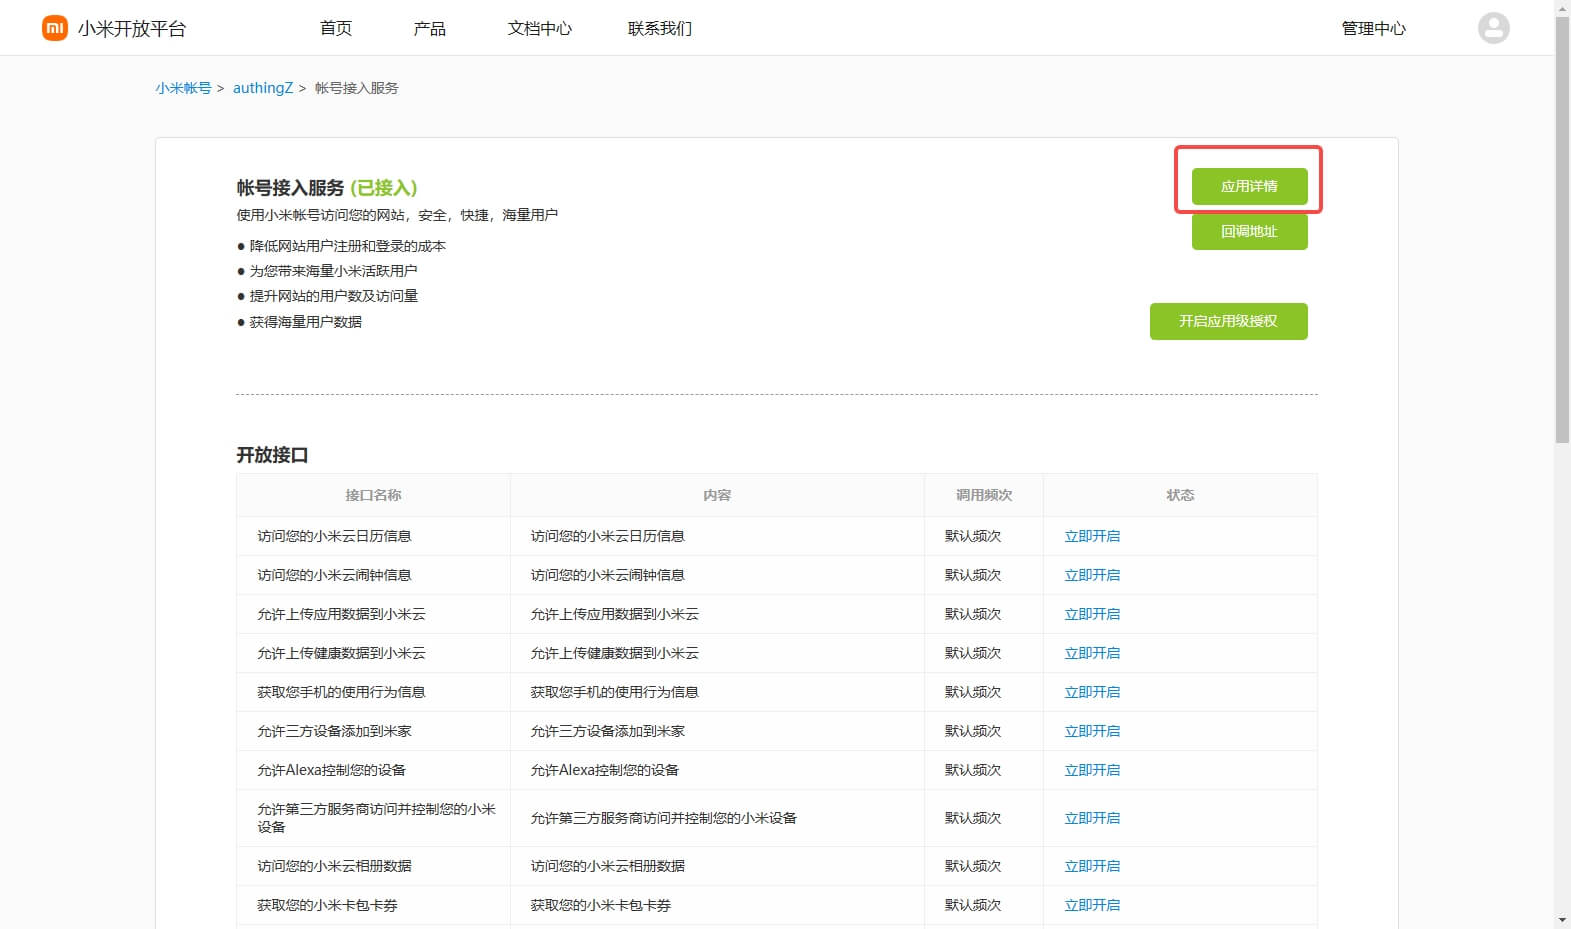 小米开放平台
首页
产品
文档中心
联系我们
管理中心
小米帐号 > authingZ > 帐号接入服务
帐号接入服务 (已接入)
使用小米帐号访问您的网站，安全，快捷，海量用户
● 降低网站用户注册和登录的成本
● 为您带来海量小米活跃用户
● 提升网站的用户数及访问量
● 获得海量用户数据
应用详情
回调地址
开启应用级授权
开放接口
接口名称 内容 调用频次 状态
访问您的小米云日历信息 访问您的小米云日历信息 默认频次 立即开启
访问您的小米云闹钟信息 访问您的小米云闹钟信息 默认频次 立即开启
允许上传应用数据到小米云 允许上传应用数据到小米云 默认频次 立即开启
允许上传健康数据到小米云 允许上传健康数据到小米云 默认频次 立即开启
获取您手机的使用行为信息 获取您手机的使用行为信息 默认频次 立即开启
允许三方设备添加到米家 允许三方设备添加到米家 默认频次 立即开启
允许Alexa控制您的设备 允许Alexa控制您的设备 默认频次 立即开启
允许第三方服务商访问并控制您的小米
设备
允许第三方服务商访问并控制您的小米设备 默认频次 立即开启
访问您的小米云相册数据 访问您的小米云相册数据 默认频次 立即开启
获取您的小米卡包卡券 获取您的小米卡包卡券 默认频次 立即开启